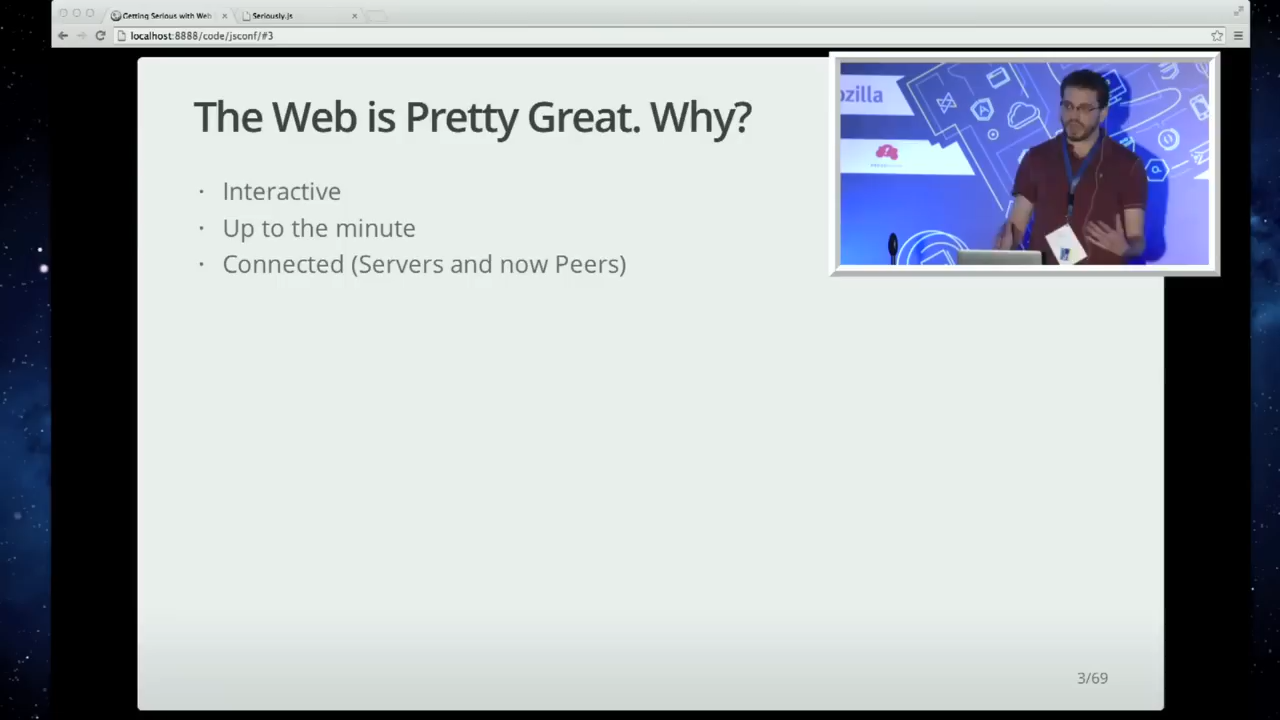 Getting Serious with Web
Seriously.js
localhost:8888/code/jsconf/#3
The Web is Pretty Great. Why?
· Interactive
· Up to the minute
· Connected (Servers and now Peers)
ozilla
3/69